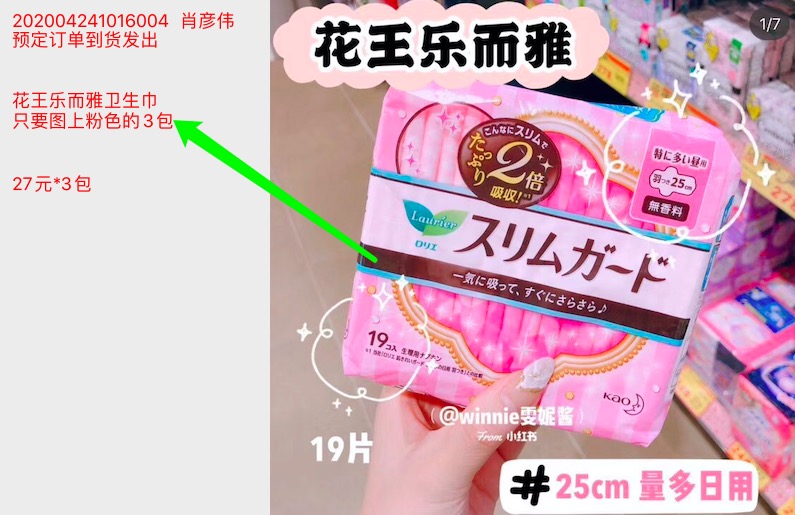 202004241016004 肖彦伟
预定订单到货发出
花王乐而雅卫生巾
只要图上粉色的3包
27元*3包
花王乐而雅
1/7
こんなにスリムで
たっぷり
2倍
吸収!
特に多い昼用
羽つき25cm
無香料
Laurier
ロリエ
スリムガード
一気に吸って、すぐにさらさら♪
19コ入 生理用ナプキン
Kao
@winnie雯妮酱
From 小红书
19片
#25cm 量多日用